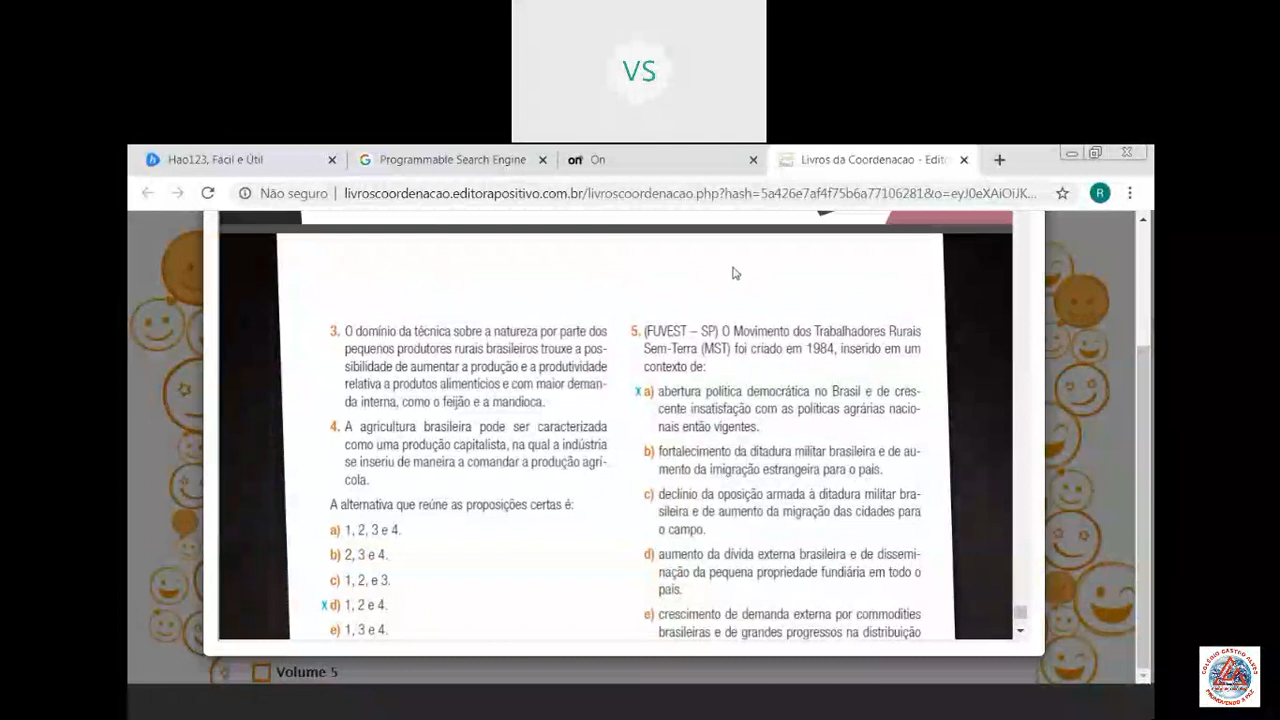 VS
Hao123, Facil e Útil
Programmable Search Engine
on
On
Livros da Coordenacao - Edit
Não seguro
livroscoordenacao.editorapositivo.com.br/livroscoordenacao.php?hash=5a426e7af4f75b6a77106281&o=eyJ0eXAiOiJK...
R
3. O domínio da técnica sobre a natureza por parte dos
pequenos produtores rurais brasileiros trouxe a pos-
sibilidade de aumentar a produção e a produtividade
relativa a produtos alimentícios e com maior deman-
da interna, como o feijão e a mandioca.
4. A agricultura brasileira pode ser caracterizada
como uma produção capitalista, na qual a indústria
se inseriu de maneira a comandar a produção agrí-
cola.
A alternativa que reúne as proposições certas é:
a) 1, 2, 3 e 4.
b) 2, 3 e 4.
c) 1, 2, e 3.
x d) 1, 2 e 4.
e) 1, 3 e 4.
5. (FUVEST – SP) O Movimento dos Trabalhadores Rurais
Sem-Terra (MST) foi criado em 1984, inserido em um
contexto de:
x a) abertura política democrática no Brasil e de cres-
cente insatisfação com as políticas agrárias nacio-
nais então vigentes.
b) fortalecimento da ditadura militar brasileira e de au-
mento da imigração estrangeira para o país.
c) declínio da oposição armada à ditadura militar bra-
sileira e de aumento da migração das cidades para
o campo.
d) aumento da dívida externa brasileira e de dissemi-
nação da pequena propriedade fundiária em todo o
país.
e) crescimento de demanda externa por commodities
brasileiras e de grandes progressos na distribuição
Volume 5
COLÉGIO CASTRO ALVES
PROMOVENDO A PAZ